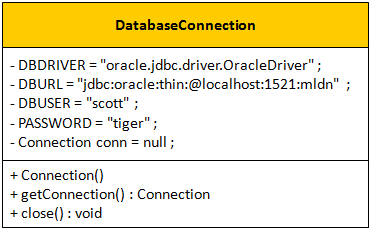 DatabaseConnection
- DBDRIVER = "oracle.jdbc.driver.OracleDriver" ;
- DBURL = "jdbc:oracle:thin:@localhost:1521:mldn"  ;
- DBUSER = "scott" ;
- PASSWORD = "tiger" ;
- Connection conn = null ;
+ Connection()
+ getConnection() : Connection
+ close() : void